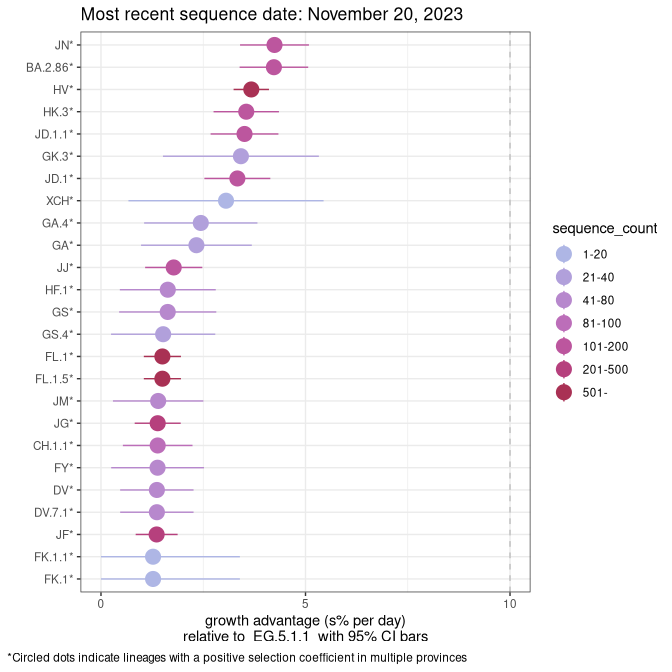 Most recent sequence date: November 20, 2023
JN*
BA.2.86*
HV*
HK.3*
JD.1.1*
GK.3*
JD.1*
XCH*
GA.4*
GA*
JJ*
HF.1*
GS*
GS.4*
FL.1*
FL.1.5*
JM*
JG*
CH.1.1*
FY*
DV*
DV.7.1*
JF*
FK.1.1*
FK.1*
0 5 10
growth advantage (s% per day)
relative to EG.5.1.1 with 95% CI bars
sequence_count
1-20
21-40
41-80
81-100
101-200
201-500
501-
*Circled dots indicate lineages with a positive selection coefficient in multiple provinces